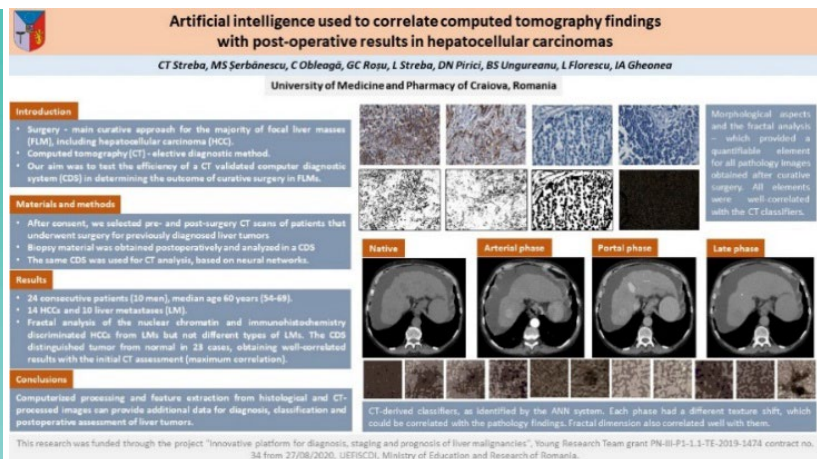 Artificial intelligence used to correlate computed tomography findings
with post-operative results in hepatocellular carcinomas
CT Streba, MS Șerbănescu, C Obleagă, GC Roșu, L Streba, DN Pirici, BS Ungureanu, L Florescu, IA Gheonea
University of Medicine and Pharmacy of Craiova, Romania
Introduction
• Surgery - main curative approach for the majority of focal liver masses
(FLM), including hepatocellular carcinoma (HCC).
• Computed tomography (CT) - elective diagnostic method.
• Our aim was to test the efficiency of a CT validated computer diagnostic
system (CDS) in determining the outcome of curative surgery in FLMs.
Materials and methods
• After consent, we selected pre- and post-surgery CT scans of patients that
underwent surgery for previously diagnosed liver tumors
• Biopsy material was obtained postoperatively and analyzed in a CDS
• The same CDS was used for CT analysis, based on neural networks.
Results
• 24 consecutive patients (10 men), median age 60 years (54-69).
• 14 HCCs and 10 liver metastases (LM).
• Fractal analysis of the nuclear chromatin and immunohistochemistry
discriminated HCCs from LMs but not different types of LMs. The CDS
distinguished tumor from normal in 23 cases, obtaining well-correlated
results with the initial CT assessment (maximum correlation).
Conclusions
Computerized processing and feature extraction from histological and CT-
processed images can provide additional data for diagnosis, classification and
postoperative assessment of liver tumors.
Morphological aspects
and the fractal analysis
– which provided a
quantifiable element
for all pathology images
obtained after curative
surgery. All elements
were well-correlated
with the CT classifiers.
Native
Arterial phase
Portal phase
Late phase
CT-derived classifiers, as identified by the ANN system. Each phase had a different texture shift, which
could be correlated with the pathology findings. Fractal dimension also correlated well with them.
This research was funded through the project "Innovative platform for diagnosis, staging and prognosis of liver malignancies", Young Research Team grant PN-III-P1-1.1-TE-2019-1474 contract no.
34 from 27/08/2020, UEFISCDI, Ministry of Education and Research of Romania.